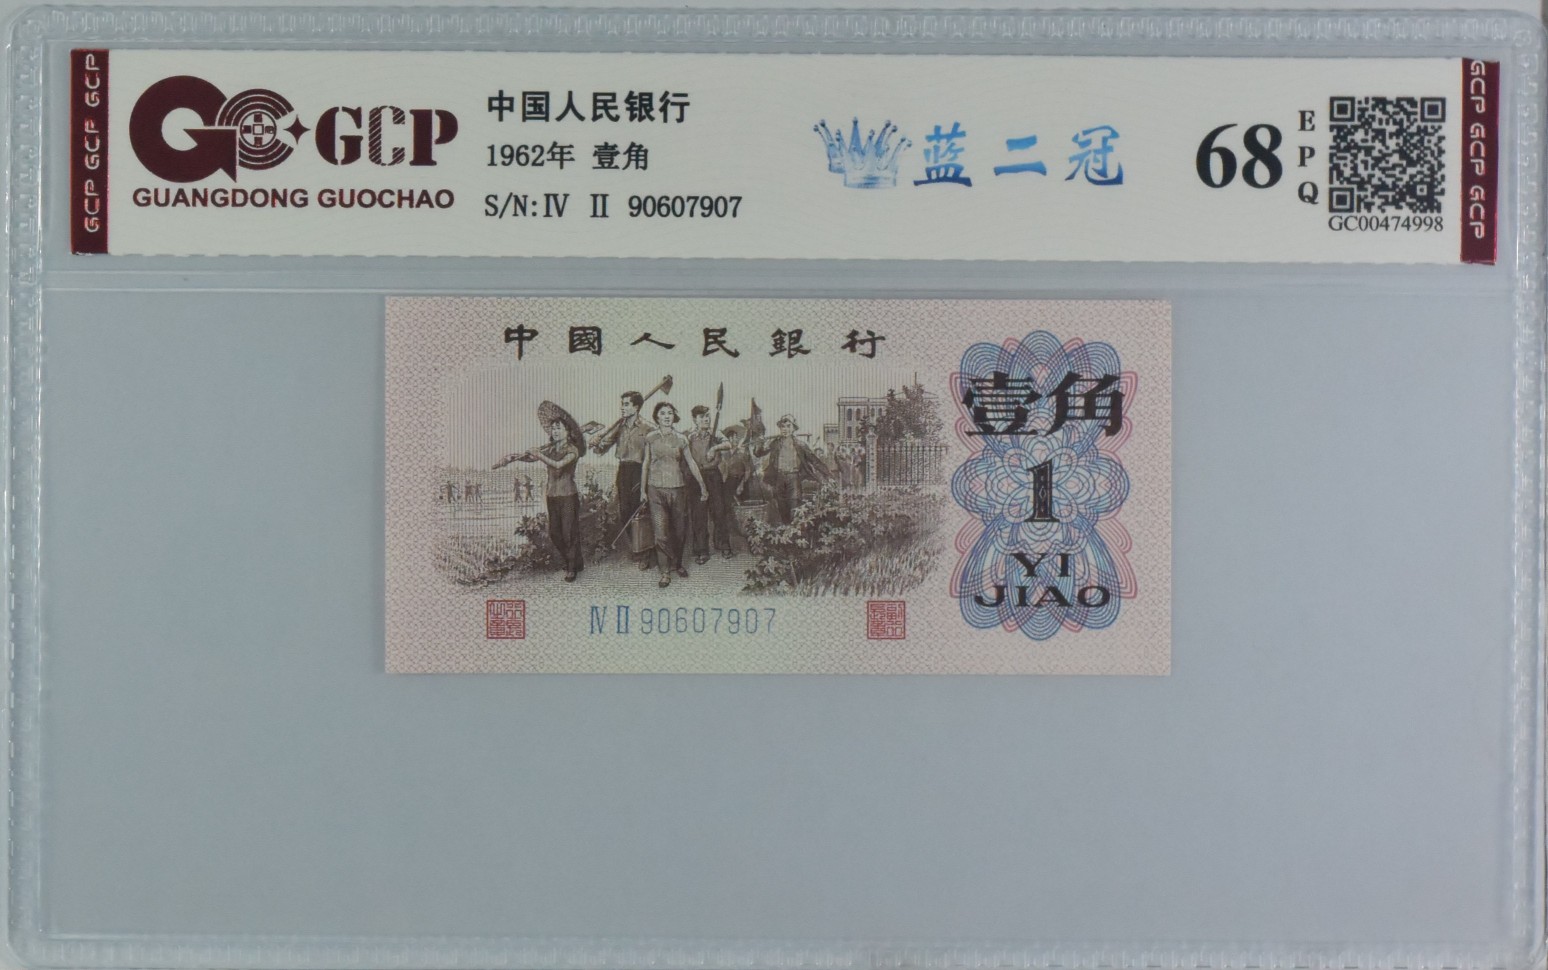 GCP GCP GCP
GCP
GUANGDONG GUOCHAO
中国人民银行
1962年 壹角
S/N:Ⅳ Ⅱ 90607907
蓝二冠
68
EPQ
GC00474998
GCP GCP GCP
中國人民銀行
壹角
1
YI
JIAO
Ⅳ Ⅱ 90607907